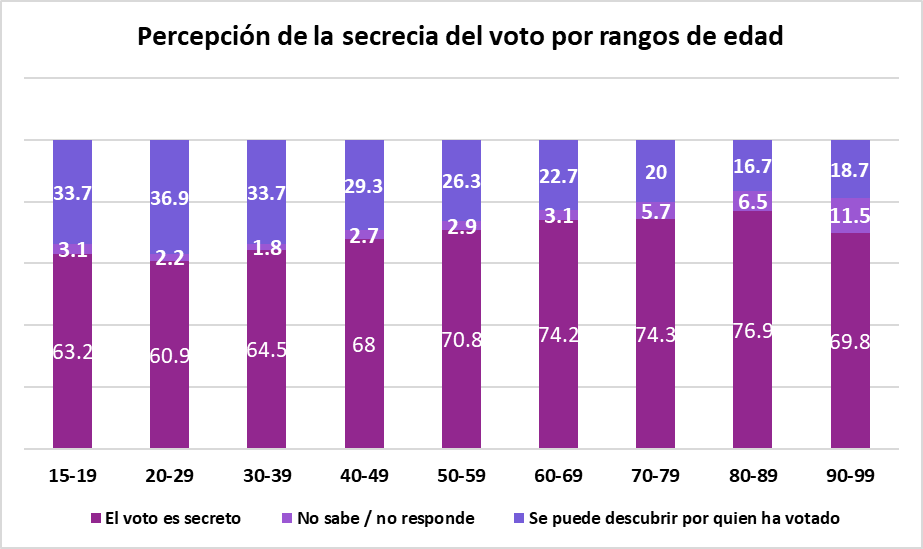 Percepción de la secrecia del voto por rangos de edad
33.7 36.9 33.7 29.3 26.3 22.7 20 16.7 18.7
3.1 2.2 1.8 2.7 2.9 3.1 5.7 6.5 11.5
63.2 60.9 64.5 68 70.8 74.2 74.3 76.9 69.8
15-19 20-29 30-39 40-49 50-59 60-69 70-79 80-89 90-99
El voto es secreto No sabe / no responde Se puede descubrir por quien ha votado